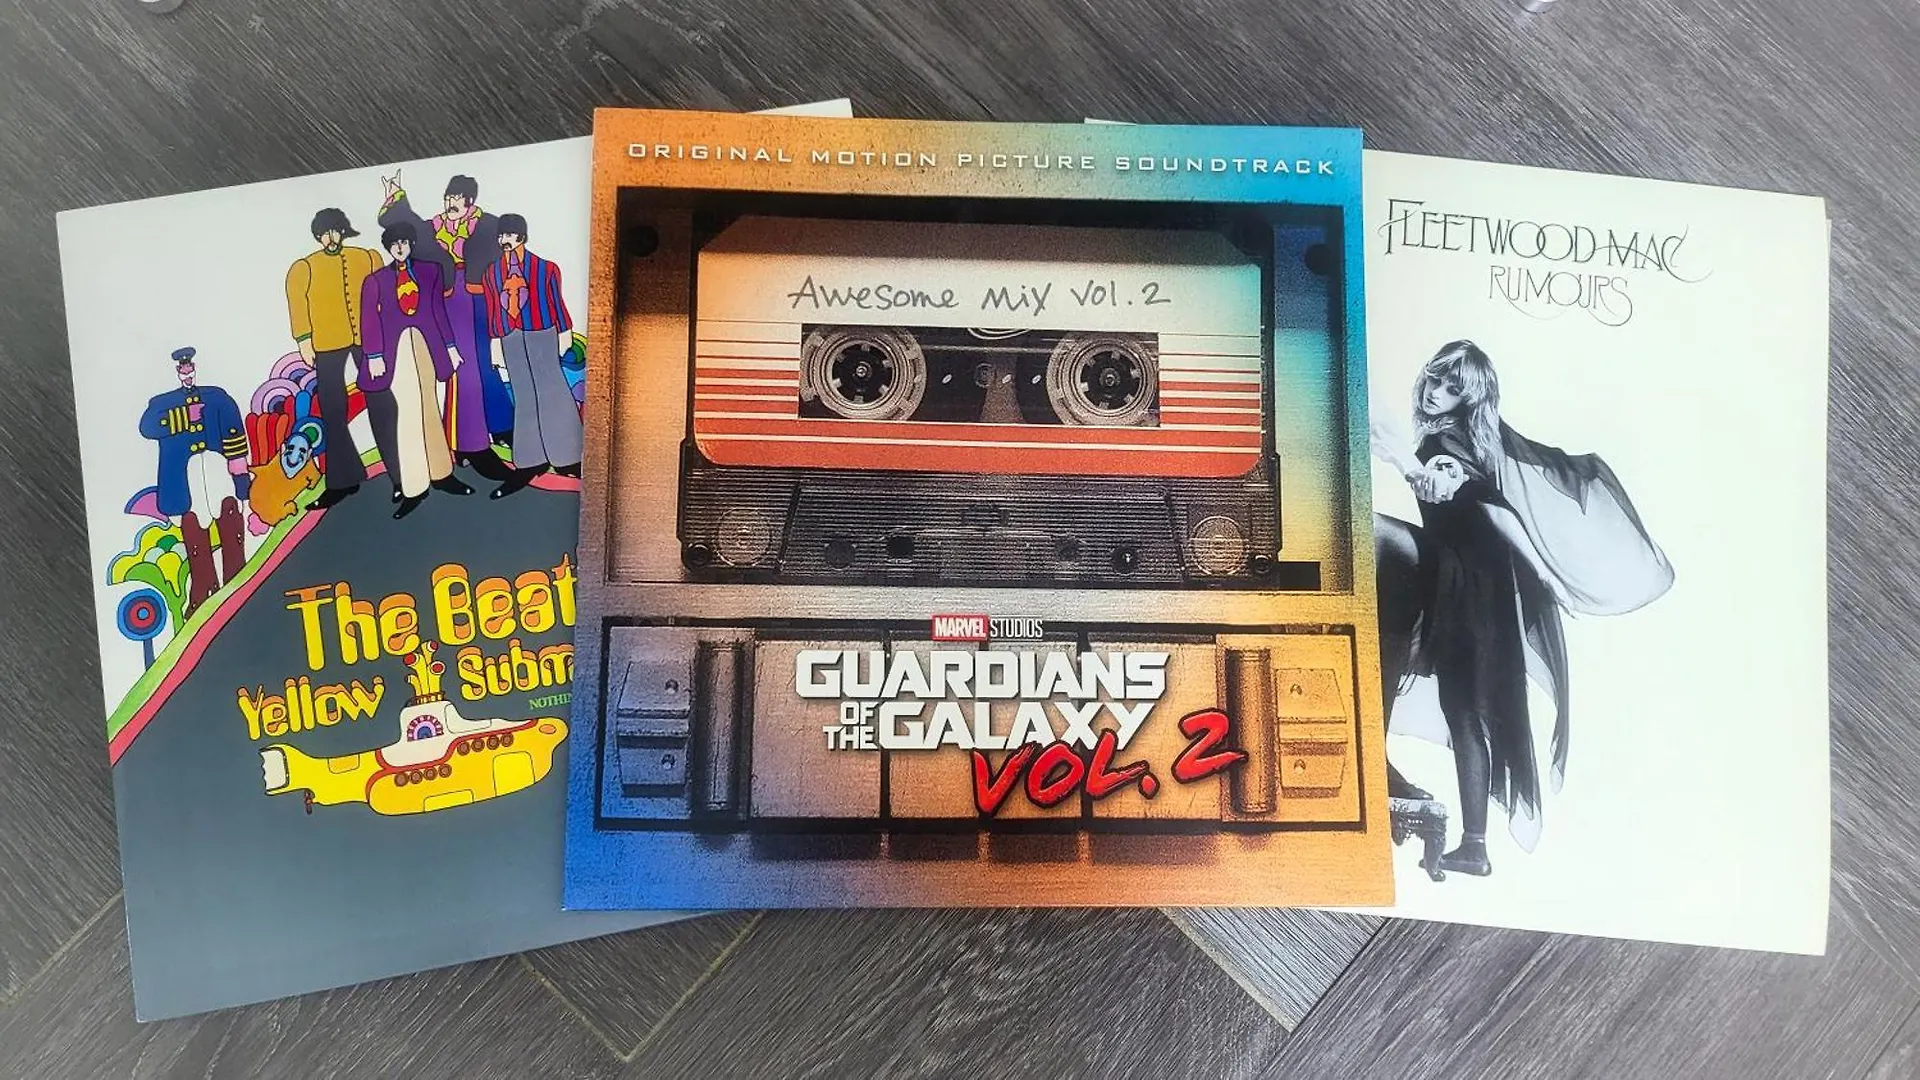 The Beat
Yellow Subm
NOTHIN
ORIGINAL MOTION PICTURE SOUNDTRACK
Awesome Mix Vol. 2
MARVEL STUDIOS
GUARDIANS
OF THE GALAXY
VOL. 2
FLEETWOOD MAC
RUMOURS